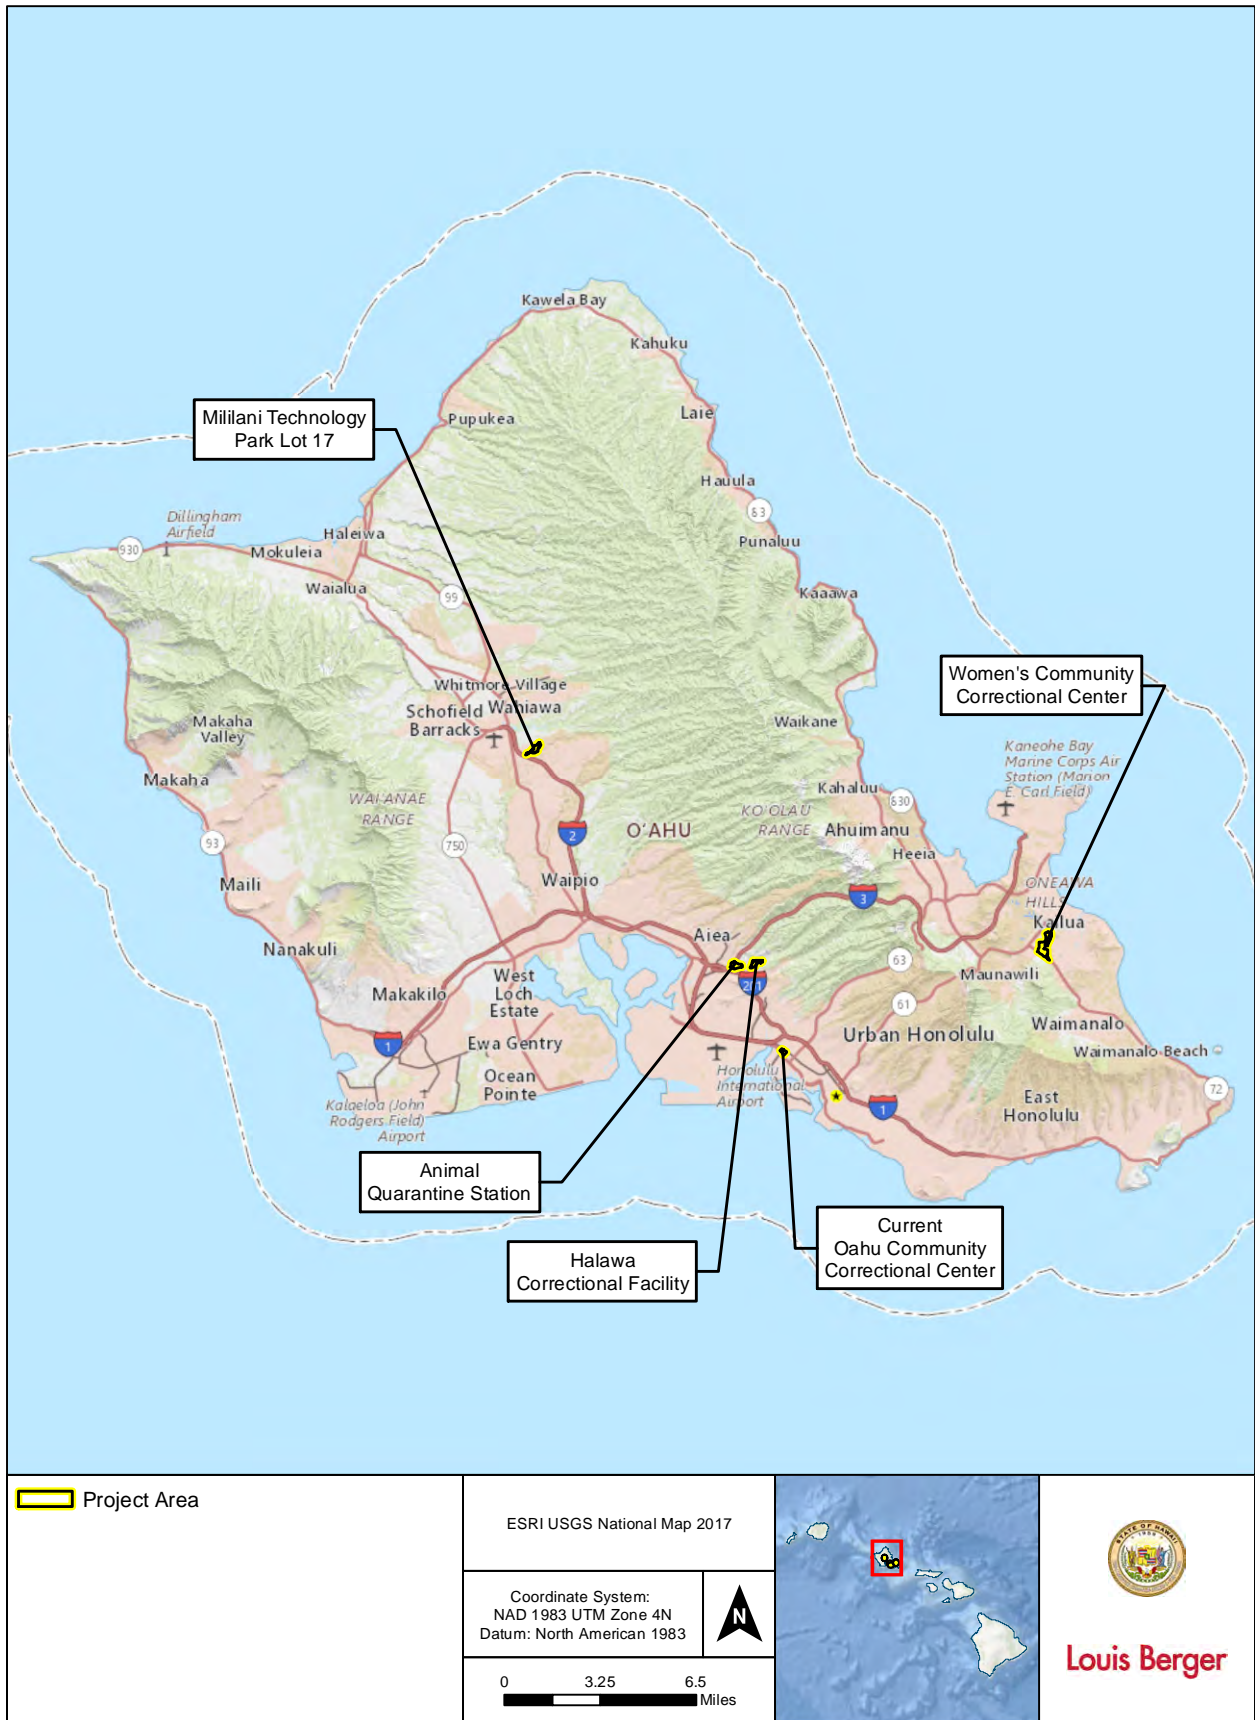 Kawela Bay
Kahuku
Mililani Technology
Park Lot 17
Pupukea
Laie
Hauula
83
Dillingham
Airfield
Haleiwa
930
Mokuleia
Punaluu
Waialua
99
Kaaawa
Women's Community
Correctional Center
Whitmore Village
Schofield
Barracks
Wahiawa
Makaha
Valley
Waikane
Kaneohe Bay
Marine Corps Air
Station (Marion
E. Carl Field)
Makaha
WAI'ANAE
RANGE
Kahaluu
830
KO'OLAU
RANGE
O'AHU
Ahuimanu
2
93
750
Heeia
Maili
Waipio
3
ONEAWA
HILLS
Kailua
Nanakuli
Aiea
63
Maunawili
201
West
Loch
Estate
Makakilo
61
Urban Honolulu
Waimanalo
1
Ewa Gentry
Waimanalo Beach
Honolulu
International
Airport
Ocean
Pointe
72
Kalaeloa (John
Rodgers Field)
Airport
1
East
Honolulu
Animal
Quarantine Station
Current
Oahu Community
Correctional Center
Halawa
Correctional Facility
Project Area
ESRI USGS National Map 2017
Coordinate System:
NAD 1983 UTM Zone 4N
Datum: North American 1983
N
0 3.25 6.5
Miles
STATE OF HAWAII
1959
Louis Berger